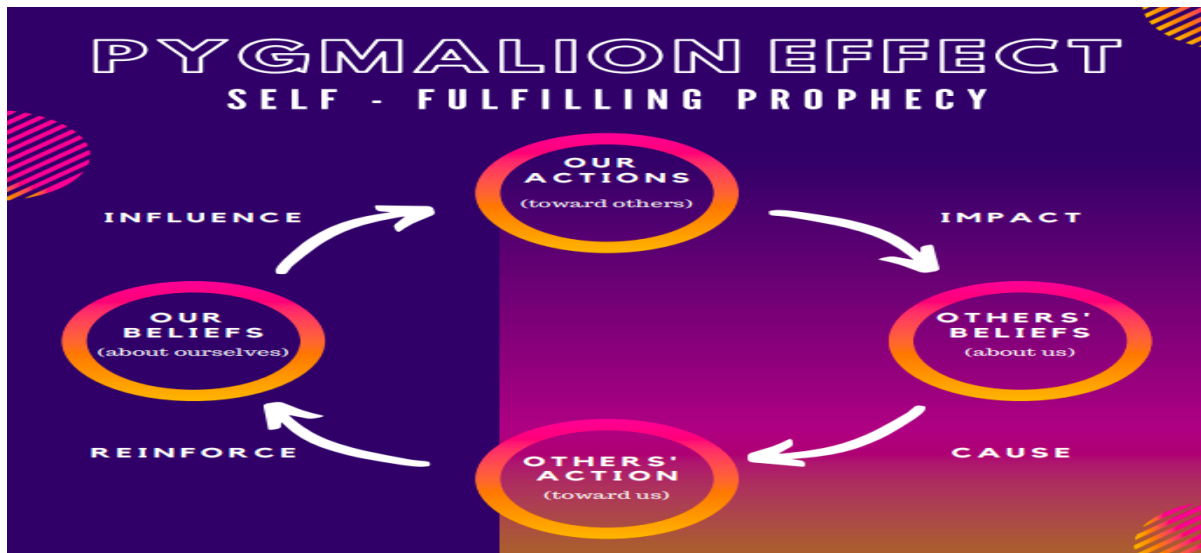 PYGMALION EFFECT
SELF - FULFILLING PROPHECY
OUR
ACTIONS
(toward others)
INFLUENCE
IMPACT
OUR
BELIEFS
(about ourselves)
OTHERS'
BELIEFS
(about us)
REINFORCE
CAUSE
OTHERS'
ACTION
(toward us)